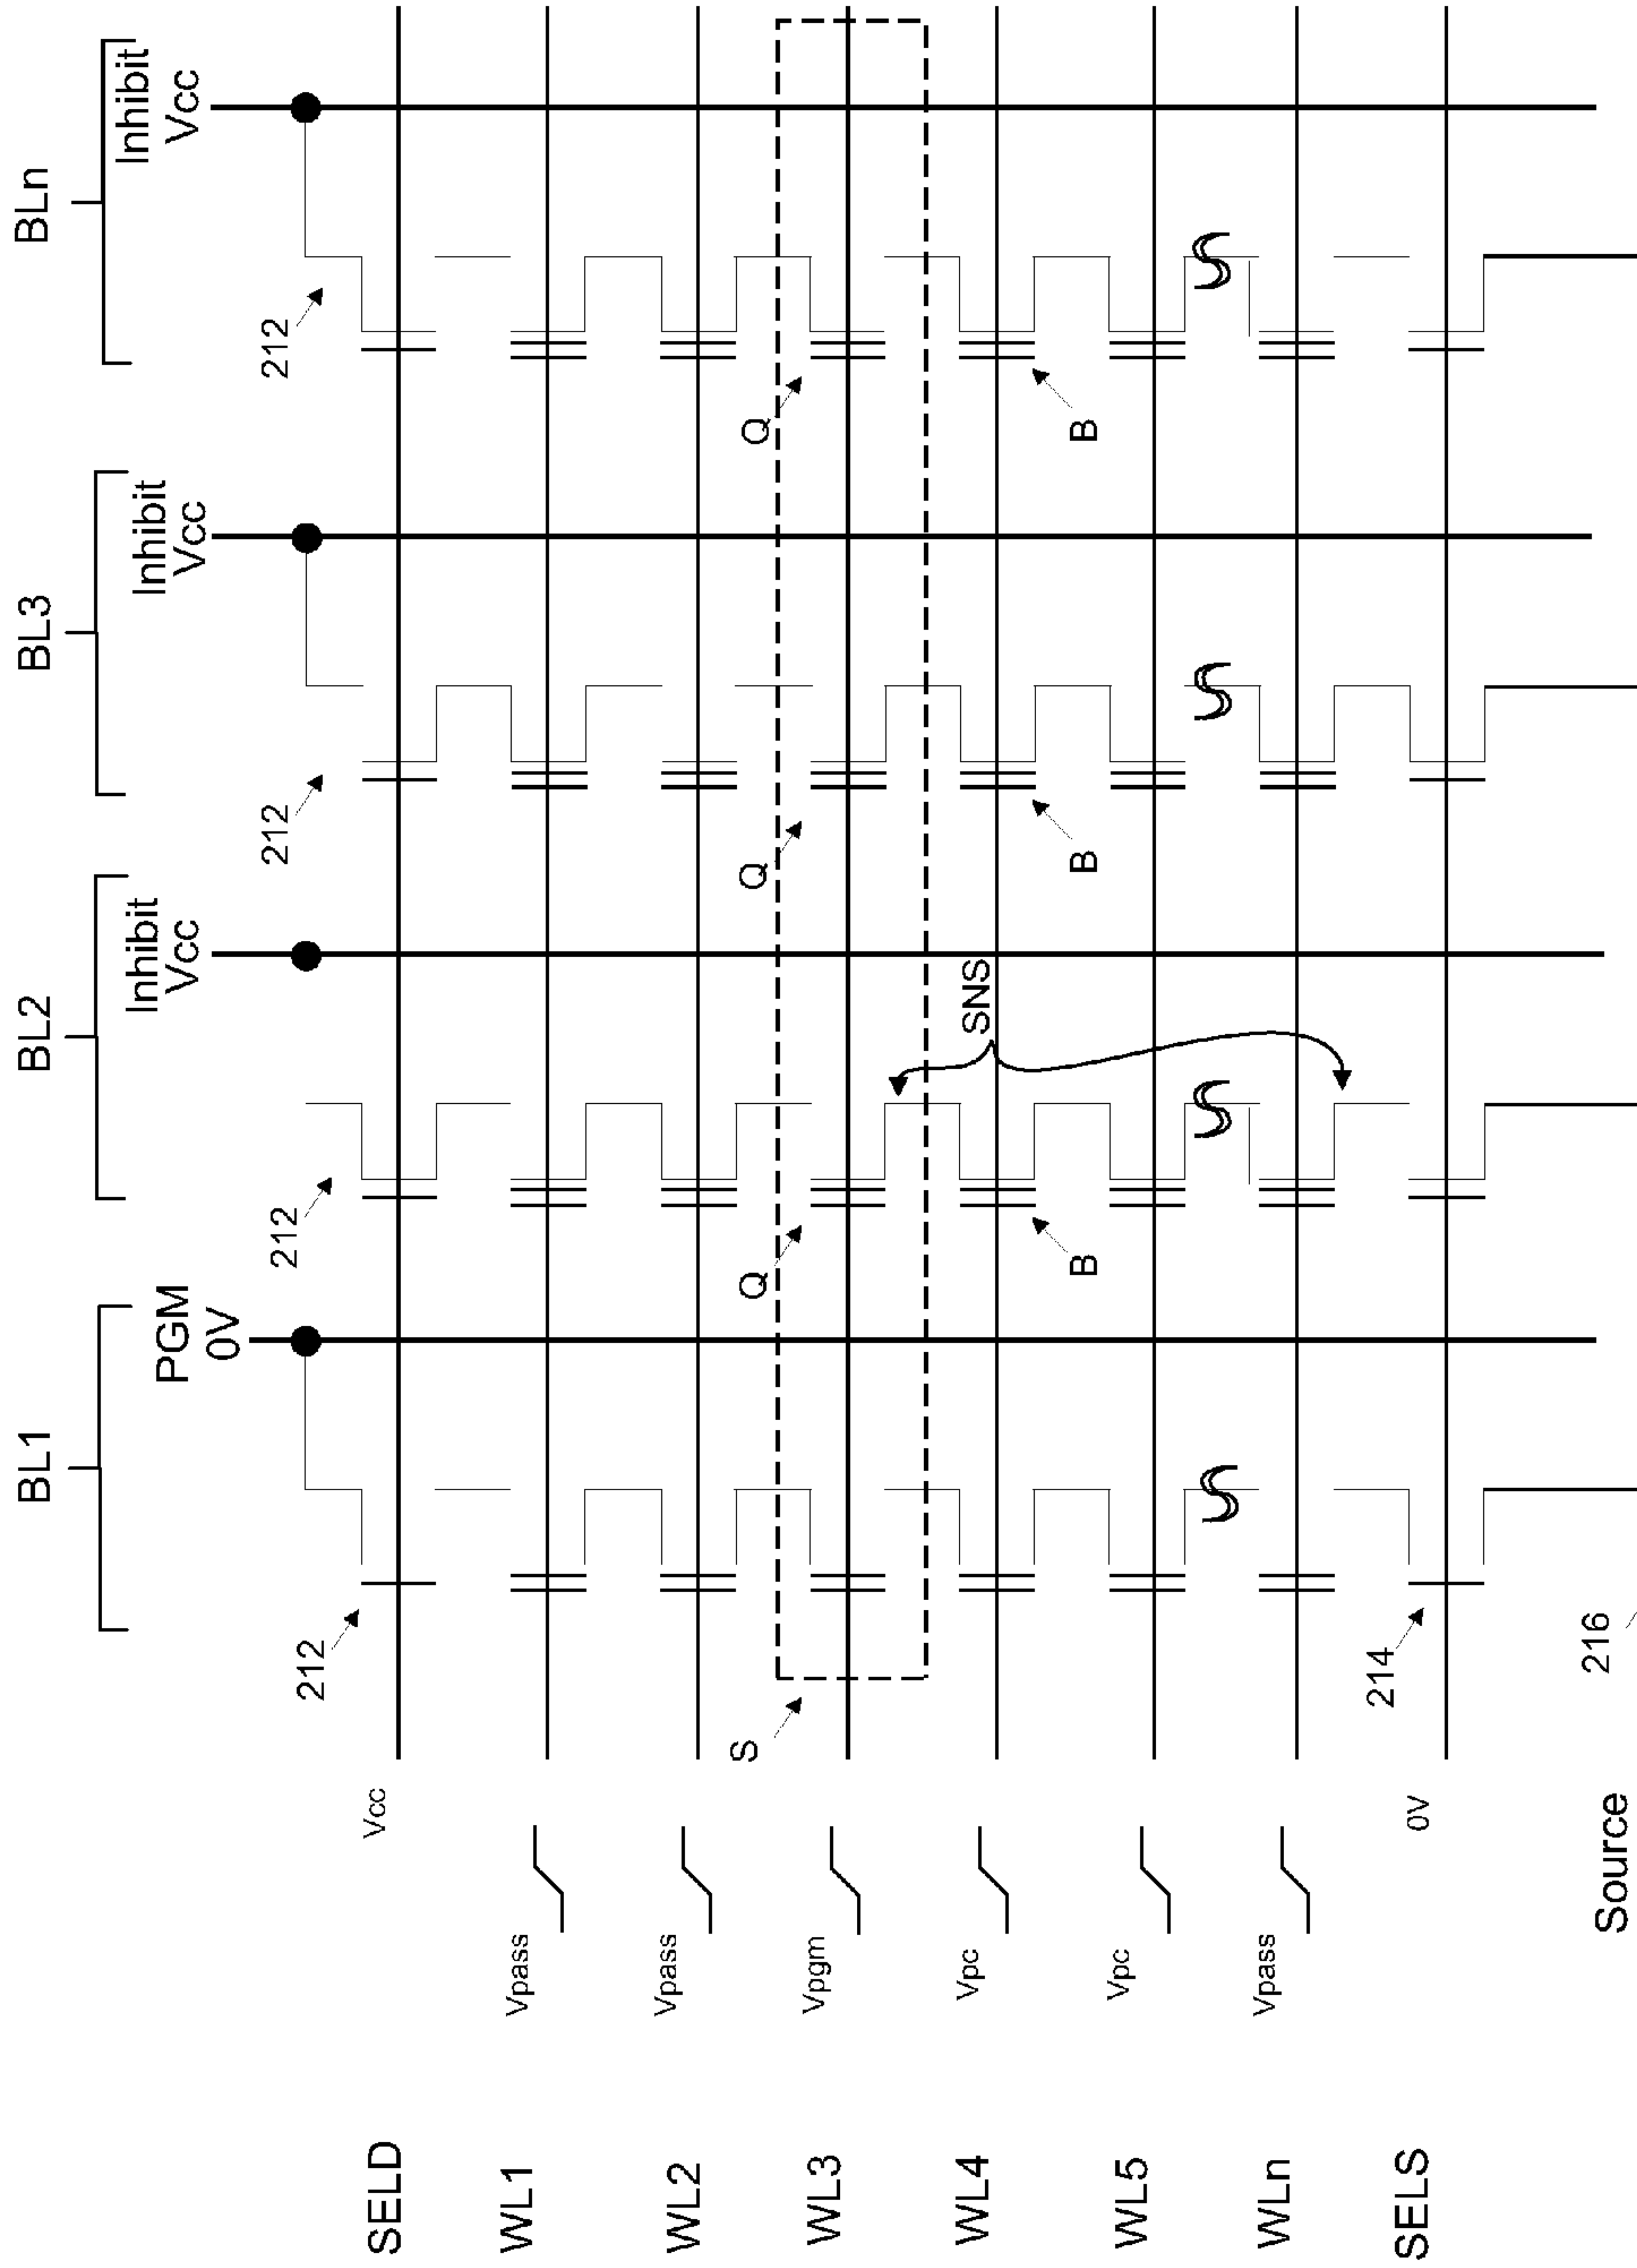 BL1
BL2
BL3
BLn
PGM
0V
Inhibit
Vcc
Inhibit
Vcc
Inhibit
Vcc
212
212
212
212
SELD
Vcc
WL1
Vpass
WL2
Vpass
S
Q
Q
Q
WL3
Vpgm
WL4
Vpc
SNS
B
B
B
WL5
Vpc
WLn
Vpass
214
SELS
0V
216
Source